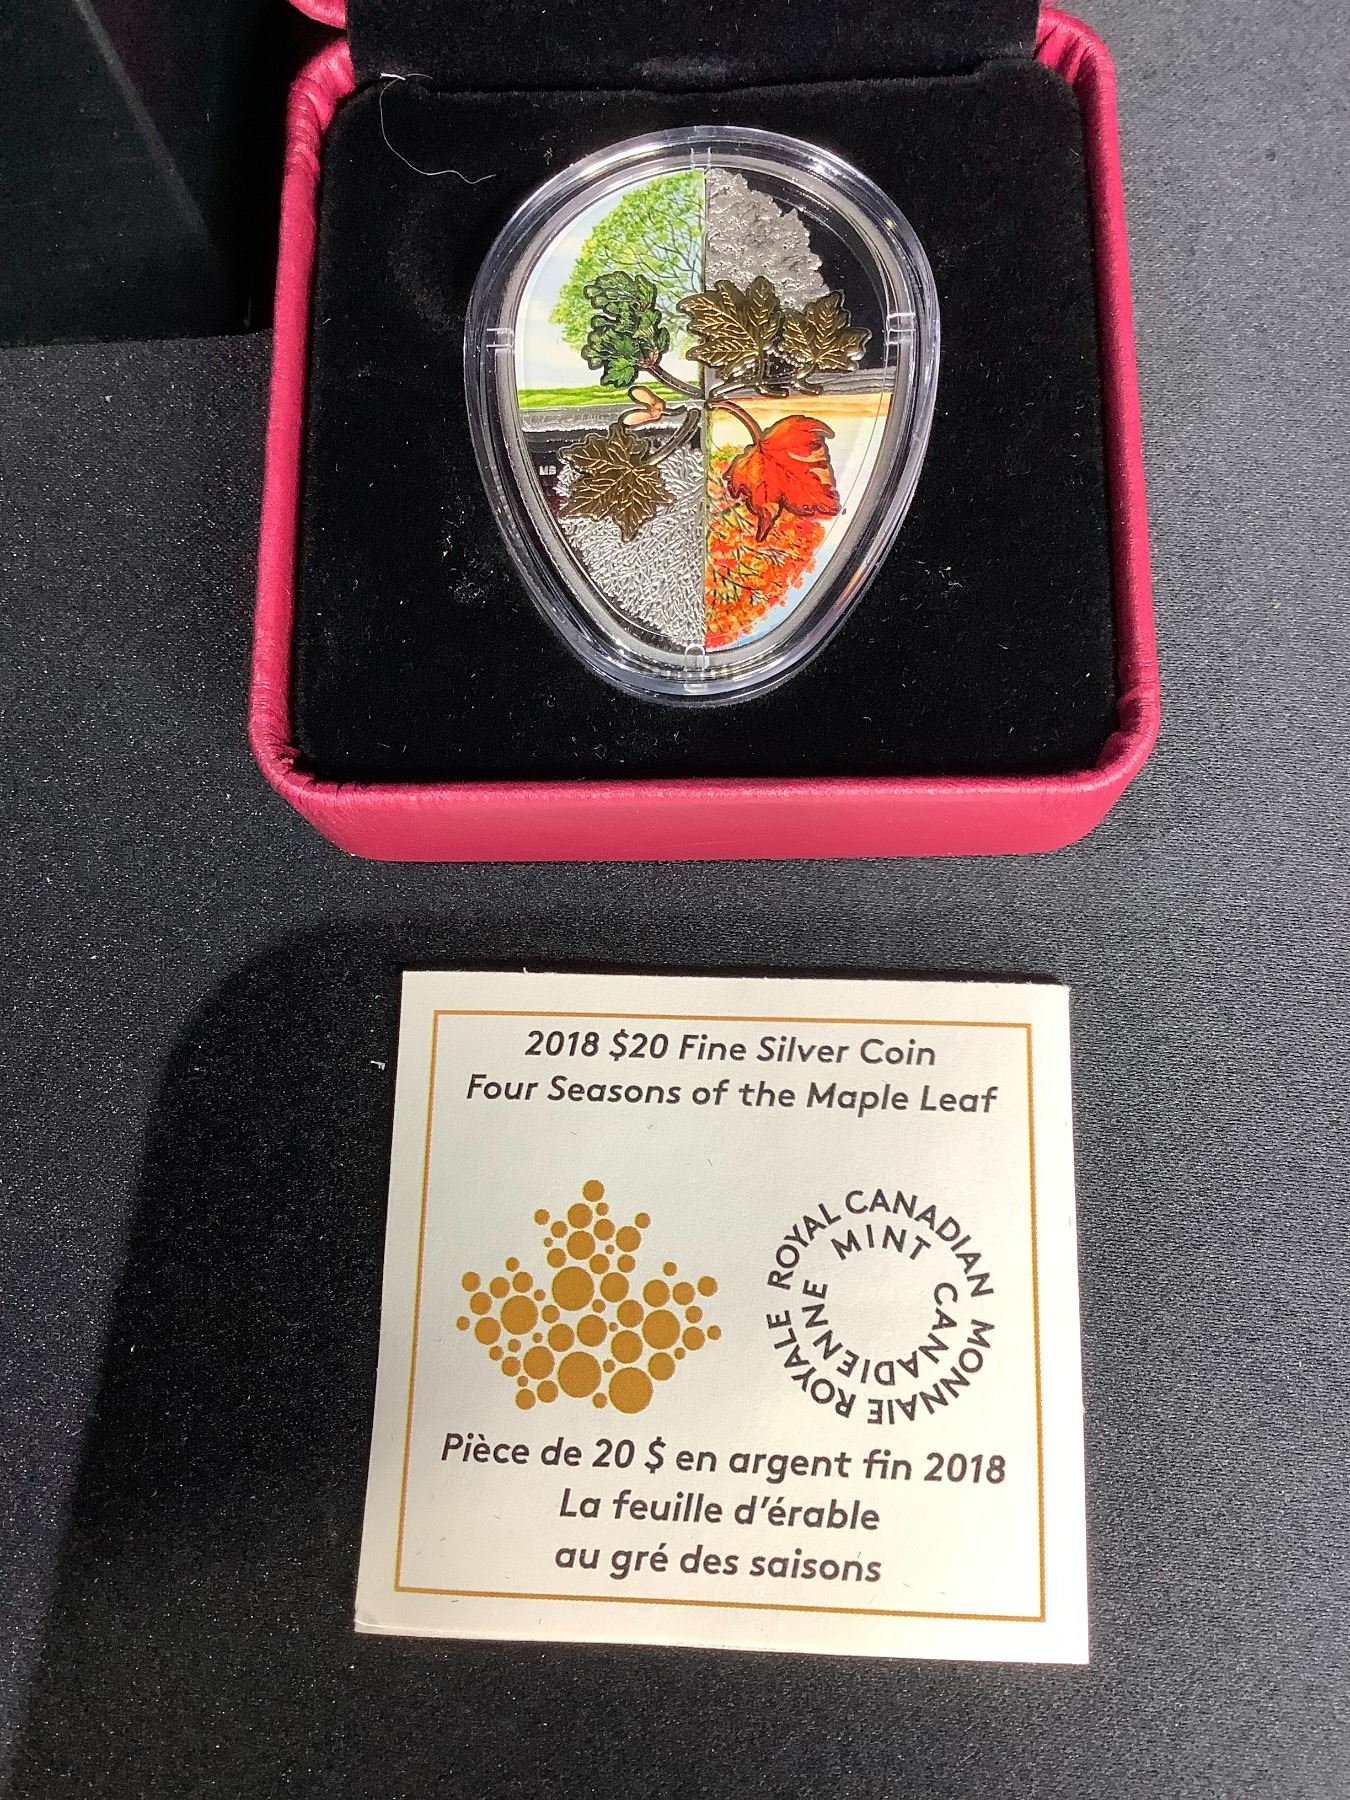 MB
2018 $20 Fine Silver Coin
Four Seasons of the Maple Leaf
ROYAL CANADIAN MONNAIE ROYALE
MINT CANADIENNE
Pièce de 20 $ en argent fin 2018
La feuille d'érable
au gré des saisons